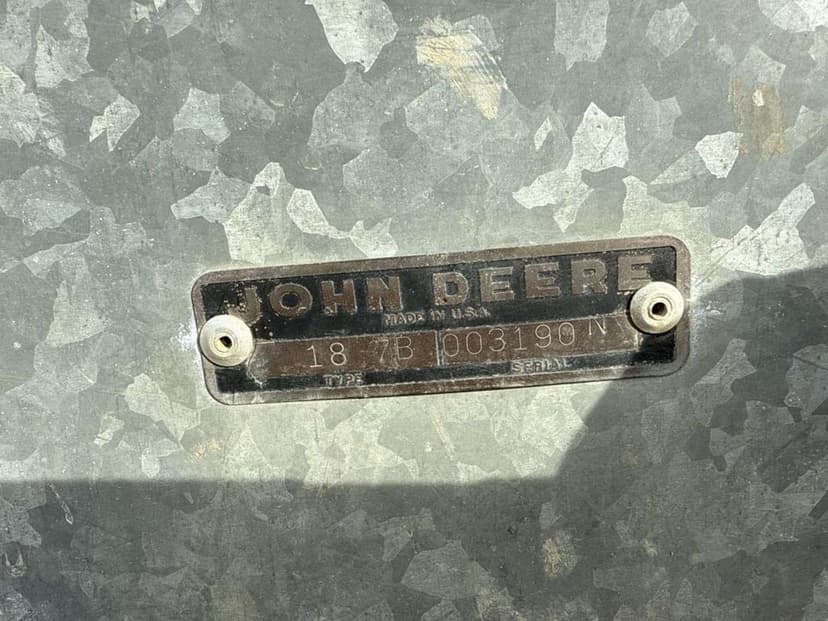 JOHN DEERE
MADE IN U.S.A.
18 7B 003190 N
TYPE SERIAL